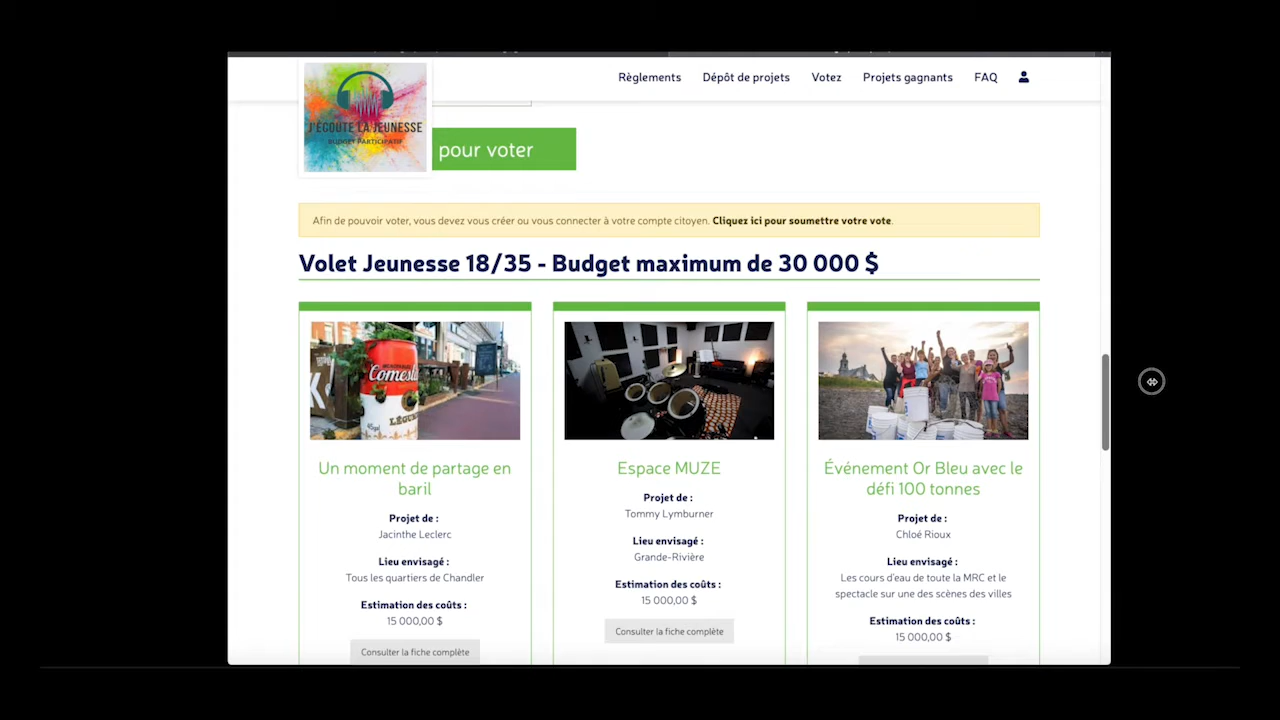 Règlements Dépôt de projets Votez Projets gagnants FAQ
J'ÉCOUTE LA JEUNESSE
BUDGET PARTICIPATIF
pour voter
Afin de pouvoir voter, vous devez vous créer ou vous connecter à votre compte citoyen. Cliquez ici pour soumettre votre vote.
Volet Jeunesse 18/35 - Budget maximum de 30 000 $
Un moment de partage en
baril
Projet de :
Jacinthe Leclerc
Lieu envisagé :
Tous les quartiers de Chandler
Estimation des coûts :
15 000,00 $
Consulter la fiche complète
Espace MUZE
Projet de :
Tommy Lymburner
Lieu envisagé :
Grande-Rivière
Estimation des coûts :
15 000,00 $
Consulter la fiche complète
Événement Or Bleu avec le
défi 100 tonnes
Projet de :
Chloé Rioux
Lieu envisagé :
Les cours d'eau de toute la MRC et le
spectacle sur une des scènes des villes
Estimation des coûts :
15 000,00 $